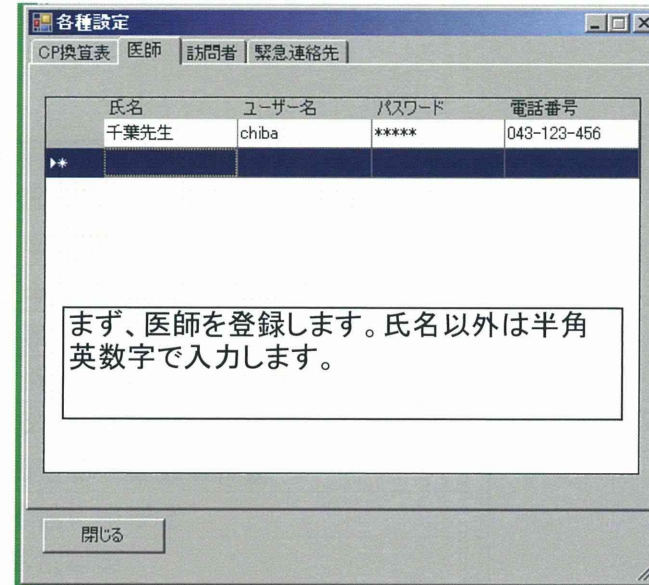 各種設定
CP換算表 医師 訪問者 緊急連絡先
氏名 ユーザー名 パスワード 電話番号
千葉先生 chiba ***** 043-123-456
まず、医師を登録します。氏名以外は半角
英数字で入力します。
閉じる